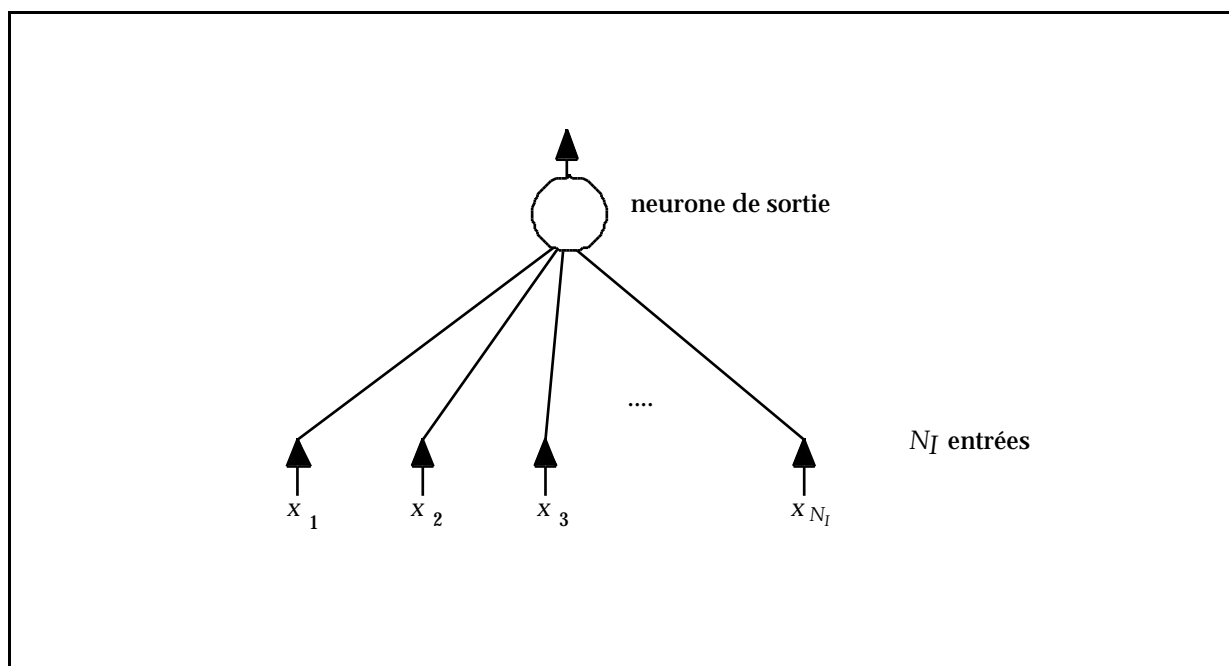 neurone de sortie
....
N_I entrées
x_1 x_2 x_3 x_{N_I}